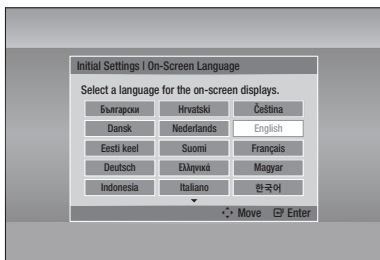 Initial Settings | On-Screen Language
Select a language for the on-screen displays.
Български Hrvatski Čeština
Dansk Nederlands English
Eesti keel Suomi Français
Deutsch Ελληνικά Magyar
Indonesia Italiano 한국어
Move Enter